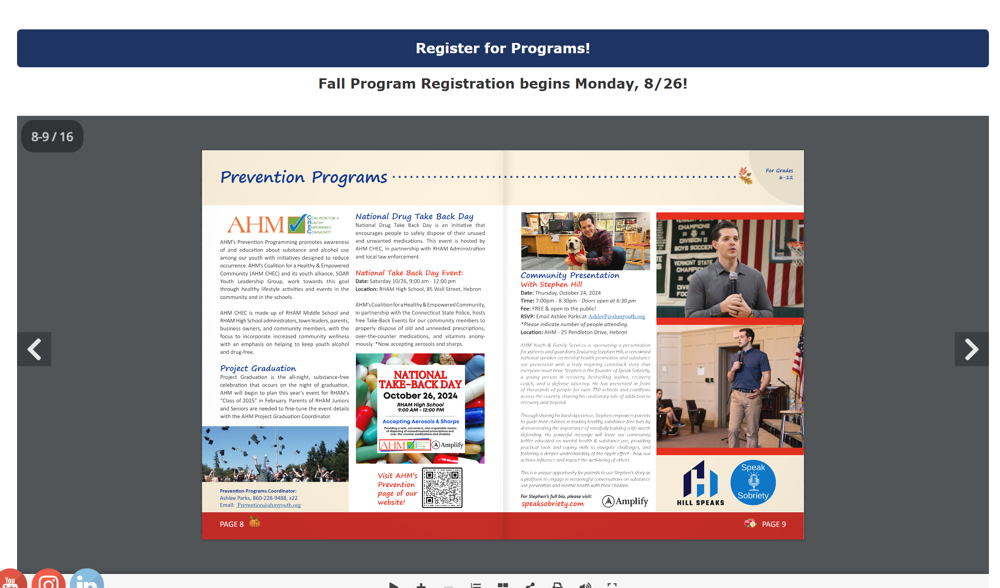 Register for Programs!
Fall Program Registration begins Monday, 8/26!
8-9 / 16
Prevention Programs
For Grades
6-12
AHM
COALITION FOR A
HEALTHY
EMPOWERED
COMMUNITY
AHM's Prevention Programming promotes awareness
of and education about substance and alcohol use
among our youth with initiatives designed to reduce
occurrence. AHM's Coalition for a Healthy & Empowered
Community (AHM CHEC) and its youth alliance, SOAR
Youth Leadership Group, work towards this goal
through healthy lifestyle activities and events in the
community and in the schools.
AHM CHEC is made up of RHAM Middle School and
RHAM High School administrators, town leaders, parents,
business owners, and community members, with the
focus to incorporate increased community wellness
with an emphasis on helping to keep youth alcohol
and drug-free.
Project Graduation
Project Graduation is the all-night, substance-free
celebration that occurs on the night of graduation.
AHM will begin to plan this year's event for RHAM's
"Class of 2025" in February. Parents of RHAM Juniors
and Seniors are needed to fine-tune the event details
with the AHM Project Graduation Coordinator.
Prevention Programs Coordinator:
Ashlee Parks, 860-228-9488, x22
Email: Prevention@ahmyouth.org
National Drug Take Back Day
National Drug Take Back Day is an initiative that
encourages people to safely dispose of their unused
and unwanted medications. This event is hosted by
AHM CHEC, in partnership with RHAM Administration
and local law enforcement.
National Take Back Day Event:
Date: Saturday 10/26, 9:00 am - 12:00 pm
Location: RHAM High School, 85 Wall Street, Hebron
AHM's Coalition for a Healthy & Empowered Community,
in partnership with the Connecticut State Police, hosts
free Take-Back Events for our community members to
properly dispose of old and unneeded prescriptions,
over-the-counter medications, and vitamins anony-
mously. *Now accepting aerosols and sharps.
NATIONAL
TAKE-BACK DAY
October 26, 2024
RHAM High School
9:00 AM - 12:00 PM
Accepting Aerosols & Sharps
Providing a safe, convenient, and responsible means
of disposing of unused/expired prescriptions and
over-the-counter medications and vitamins
AHM
COALITION FOR A
HEALTHY
EMPOWERED
COMMUNITY
Amplify
Visit AHM's
Prevention
page of our
website!
Community Presentation
With Stephen Hill
Date: Thursday, October 24, 2024
Time: 7:00pm - 8:30pm - Doors open at 6:30 pm
Fee: FREE & open to the public!
RSVP: Email Ashlee Parks at AshleeP@ahmyouth.org
*Please indicate number of people attending.
Location: AHM - 25 Pendleton Drive, Hebron
AHM Youth & Family Services is sponsoring a presentation
for parents and guardians featuring Stephen Hill, a renowned
national speaker on mental health promotion and substance
use prevention with a truly inspiring comeback story that
everyone must hear. Stephen is the founder of Speak Sobriety,
a young person in recovery, bestselling author, recovery
coach, and a defense attorney. He has presented in front
of thousands of people for over 750 schools and coalitions
across the country, sharing his cautionary tale of addiction to
recovery and beyond.
Through sharing his lived experience, Stephen empowers parents
to guide their children in leading healthy, substance-free lives by
demonstrating the importance of mindfully building a life worth
defending. His powerful message will leave our community
better educated on mental health & substance use, providing
practical tools and coping skills to navigate challenges, and
fostering a deeper understanding of the ripple effect - how our
actions influence and impact the well-being of others
This is a unique opportunity for parents to use Stephen's story as
a platform to engage in meaningful conversations on substance
use prevention and mental health with their children.
For Stephen's full bio, please visit:
speaksobriety.com
Amplify
CHAMPIONS
20 01
DIVISION II
BOYS SOCCER
VERMONT STATE
CHAMP
DIV
FOO
HILL SPEAKS
Speak
Sobriety
PAGE 8
PAGE 9
You
Tube
in